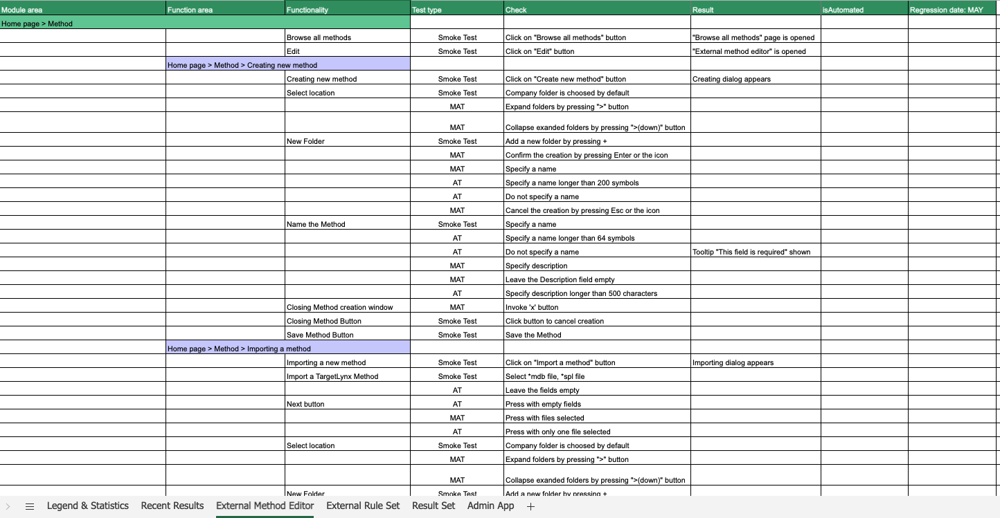 Module area Function area Functionality Test type Check Result isAutomated Regression date: MAY
Home page > Method
Browse all methods Smoke Test Click on "Browse all methods" button "Browse all methods" page is opened
Edit Smoke Test Click on "Edit" button "External method editor" is opened
Home page > Method > Creating new method
Creating new method Smoke Test Click on "Create new method" button Creating dialog appears
Select location Smoke Test Company folder is choosed by default
MAT Expand folders by pressing ">" button
MAT Collapse exanded folders by pressing ">(down)" button
New Folder Smoke Test Add a new folder by pressing +
MAT Confirm the creation by pressing Enter or the icon
MAT Specify a name
AT Specify a name longer than 200 symbols
AT Do not specify a name
MAT Cancel the creation by pressing Esc or the icon
Name the Method Smoke Test Specify a name
AT Specify a name longer than 64 symbols
AT Do not specify a name Tooltip "This field is required" shown
MAT Specify description
MAT Leave the Description field empty
AT Specify description longer than 500 characters
Closing Method creation window MAT Invoke 'x' button
Closing Method Button Smoke Test Click button to cancel creation
Save Method Button Smoke Test Save the Method
Home page > Method > Importing a method
Importing a new method Smoke Test Click on "Import a method" button Importing dialog appears
Import a TargetLynx Method Smoke Test Select *mdb file, *spl file
AT Leave the fields empty
Next button AT Press with empty fields
MAT Press with files selected
AT Press with only one file selected
Select location Smoke Test Company folder is choosed by default
MAT Expand folders by pressing ">" button
MAT Collapse exanded folders by pressing ">(down)" button
New Folder Smoke Test Add a new folder by pressing +
Legend & Statistics Recent Results External Method Editor External Rule Set Result Set Admin App +